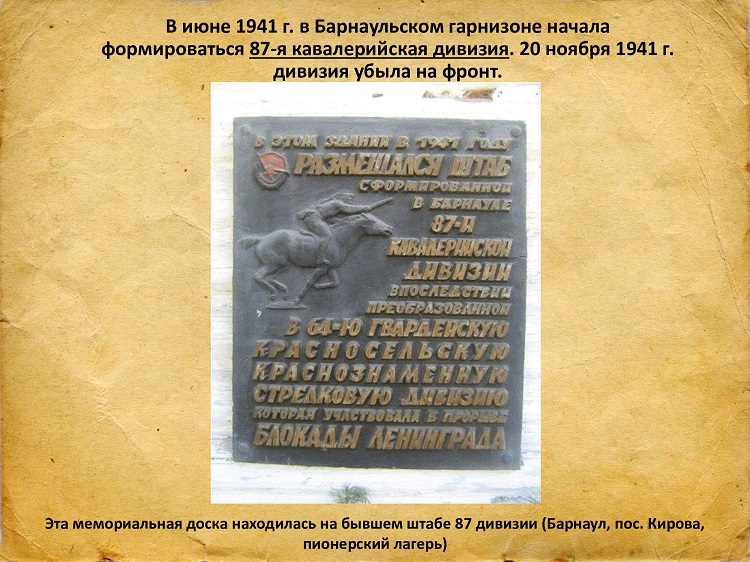 В июне 1941 г. в Барнаульском гарнизоне начала
формироваться 87-я кавалерийская дивизия. 20 ноября 1941 г.
дивизия убыла на фронт.
В ЭТОМ ЗДАНИИ В 1941 ГОДУ
РАЗМЕЩАЛСЯ ШТАБ
СФОРМИРОВАННОЙ
В БАРНАУЛЕ
87-Й
КАВАЛЕРИЙСКОЙ
ДИВИЗИИ
ВПОСЛЕДСТВИИ
ПРЕОБРАЗОВАННОЙ
В 64-Ю ГВАРДЕЙСКУЮ
КРАСНОСЕЛЬСКУЮ
КРАСНОЗНАМЕННУЮ
СТРЕЛКОВУЮ ДИВИЗИЮ
КОТОРАЯ УЧАСТВОВАЛА В ПРОРЫВЕ
БЛОКАДЫ ЛЕНИНГРАДА
Эта мемориальная доска находилась на бывшем штабе 87 дивизии (Барнаул, пос. Кирова,
пионерский лагерь)